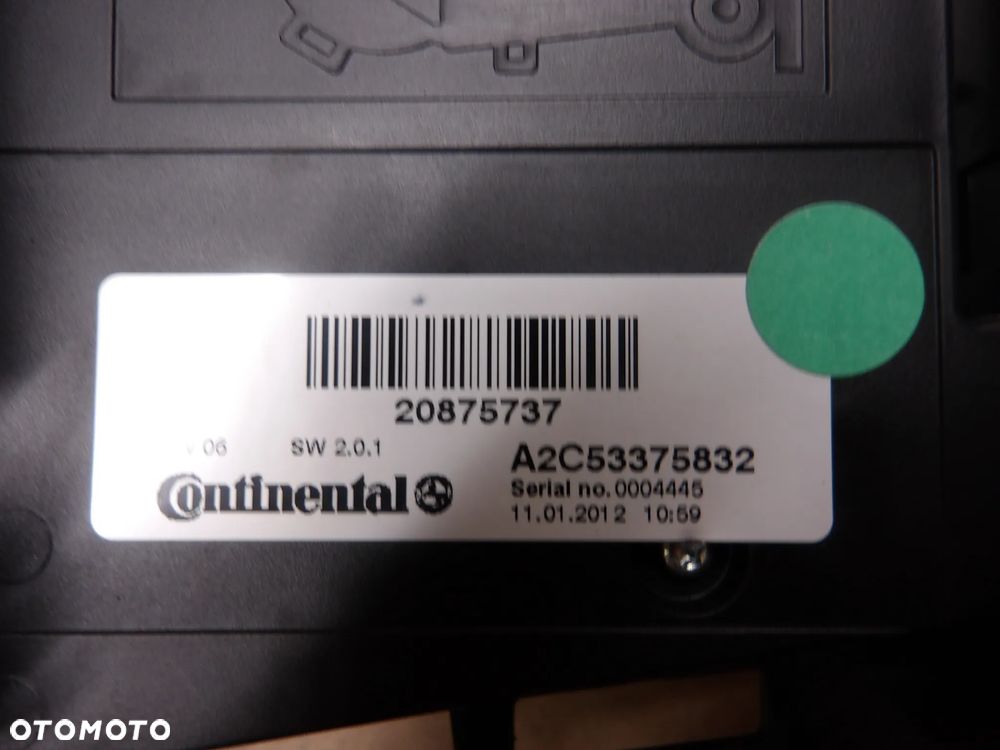 20875737
06 SW 2.0.1
A2C53375832
Continental
Serial no. 0004445
11.01.2012 10:59
OTOMOTO